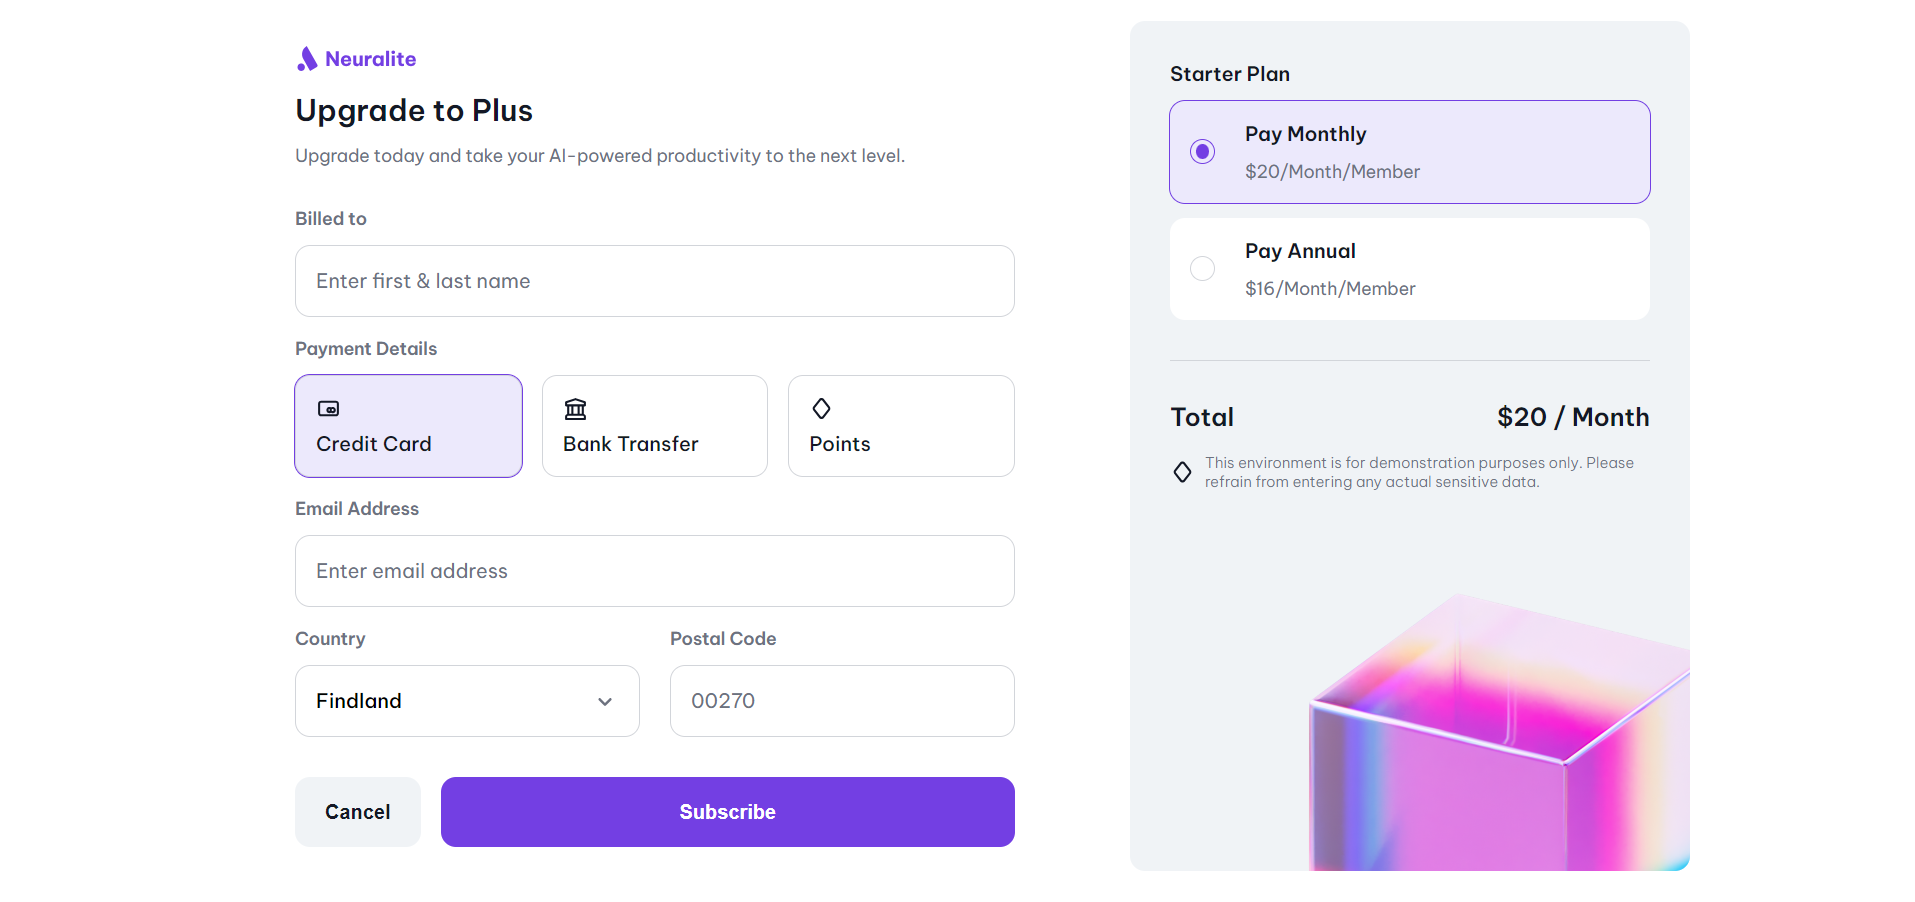 Neuralite
Upgrade to Plus
Upgrade today and take your AI-powered productivity to the next level.
Billed to
Enter first & last name
Payment Details
Credit Card
Bank Transfer
Points
Email Address
Enter email address
Country
Postal Code
Findland
00270
Cancel
Subscribe
Starter Plan
Pay Monthly
$20/Month/Member
Pay Annual
$16/Month/Member
Total
$20 / Month
This environment is for demonstration purposes only. Please
refrain from entering any actual sensitive data.